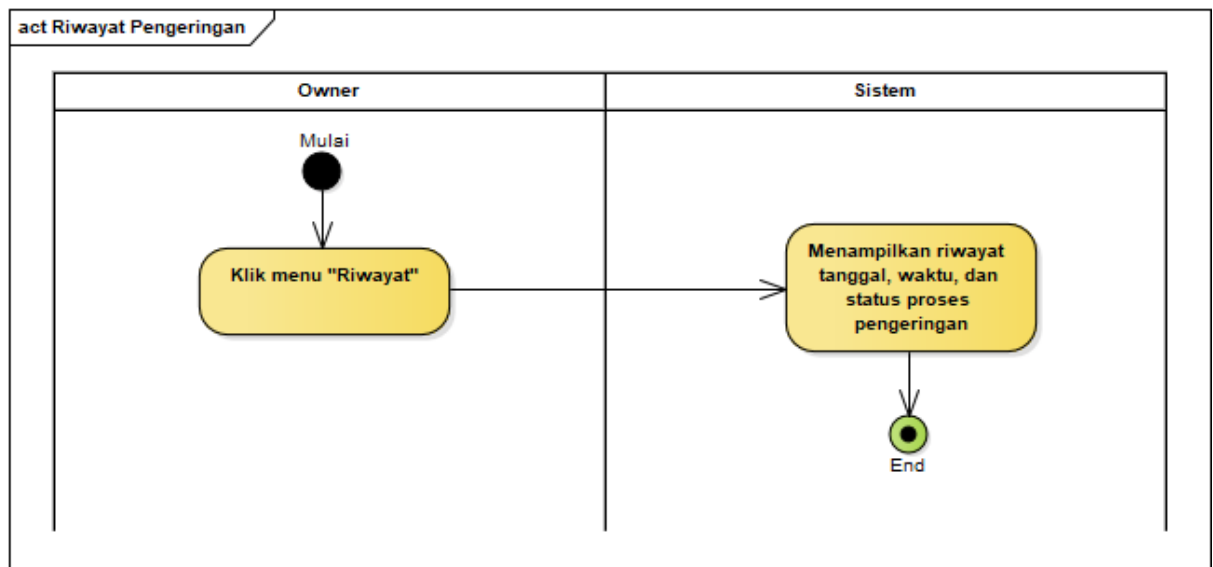 act Riwayat Pengeringan
Owner
Sistem
Mulai
Klik menu "Riwayat"
Menampilkan riwayat
tanggal, waktu, dan
status proses
pengeringan
End